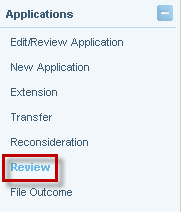 Applications
Edit/Review Application
New Application
Extension
Transfer
Reconsideration
Review
File Outcome